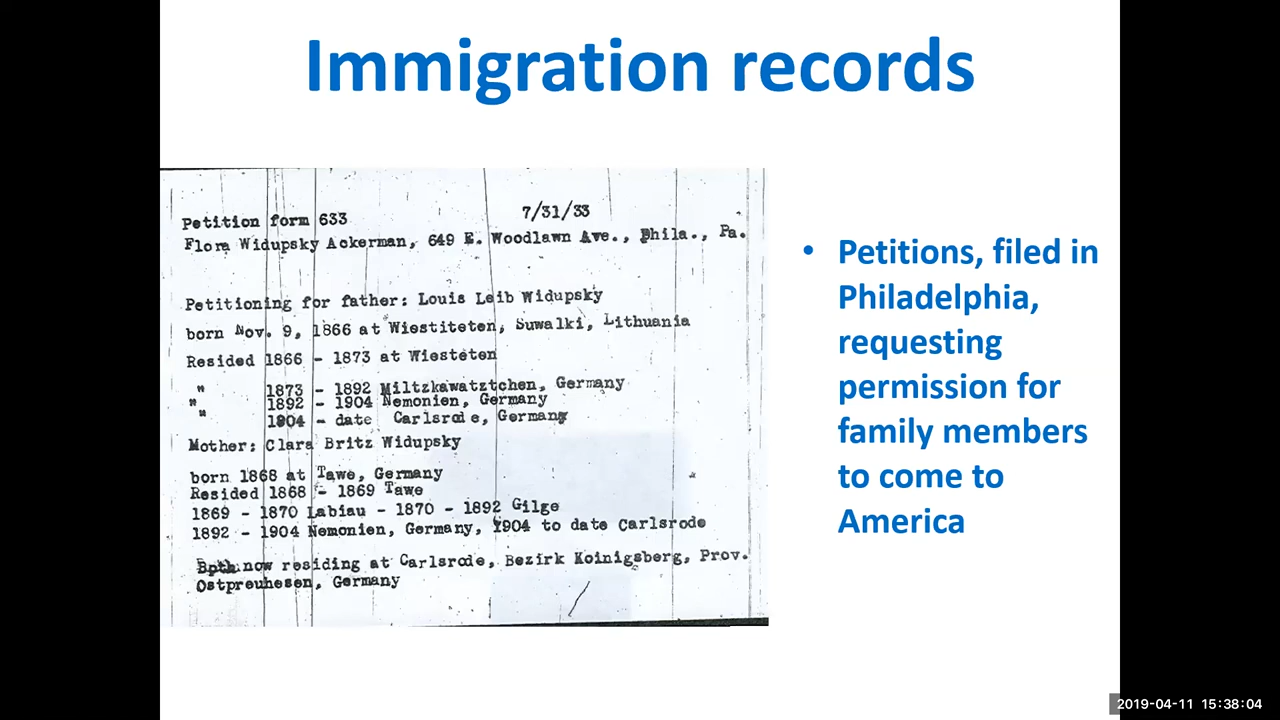 Immigration records
Petition form 633 7/31/33
Flora Widupsky Ackerman, 649 E. Woodlawn Ave., Phila., Pa.
Petitioning for father: Louis Leib Widupsky
born Nov. 9, 1866 at Wiestiteten, Suwalki, Lithuania
Resided 1866 - 1873 at Wiesteten
" 1873 - 1892 Miltzkawatztchen, Germany
" 1892 - 1904 Nemonien, Germany
" 1904 - date Carlsrode, Germany
Mother: Clara Britz Widupsky
born 1868 at Tawe, Germany
Resided 1868 - 1869 Tawe
1869 - 1870 Labiau - 1870 - 1892 Gilge
1892 - 1904 Nemonien, Germany, 1904 to date Carlsrode
Both now residing at Carlsrode, Bezirk Koinigsberg, Prov.
Ostpreuhesen, Germany
• Petitions, filed in
Philadelphia,
requesting
permission for
family members
to come to
America
2019-04-11 15:38:04